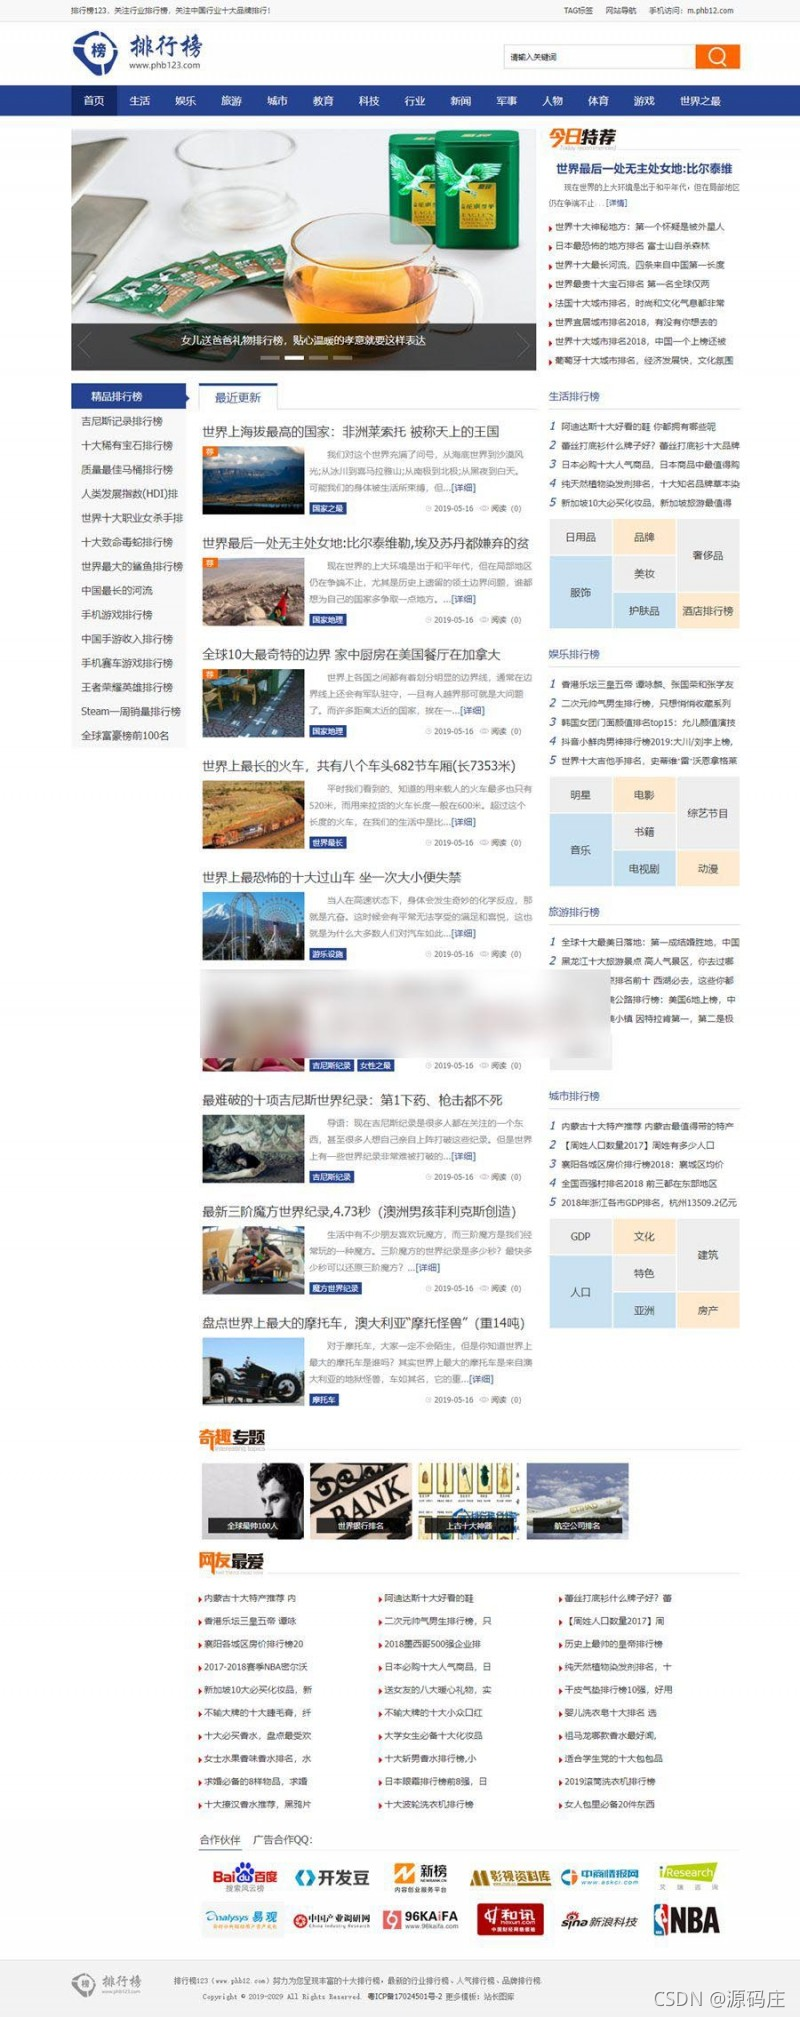 排行榜123，关注行业排行榜，关注中国行业十大品牌排行！
TAG标签 网站导航 手机访问：m.phb12.com
榜 排行榜
www.phb123.com
请输入关键词
首页 生活 娱乐 旅游 城市 教育 科技 行业 新闻 军事 人物 体育 游戏 世界之最
女儿送爸爸礼物排行榜，贴心温暖的孝意就要这样表达
今日特荐
世界最后一处无主处女地:比尔泰维
现在世界的上大环境是出于和平年代，但在局部地区
仍在争端不止...[详情]
世界十大神秘地方：第一个怀疑是被外星人
日本最恐怖的地方排名 富士山自杀森林
世界十大最长河流，四条来自中国第一长度
世界最贵十大宝石排名 第一名全球仅两
法国十大城市排名，时尚和文化气息都非常
世界宜居城市排名2018，有没有你想去的
世界十大城市排名2018，中国一个上榜还被
葡萄牙十大城市排名，经济发展快，文化氛围
精品排行榜
吉尼斯记录排行榜
十大稀有宝石排行榜
质量最佳马桶排行榜
人类发展指数(HDI)排
世界十大职业女杀手排
十大致命毒蛇排行榜
世界最大的鲨鱼排行榜
中国最长的河流
手机游戏排行榜
中国手游收入排行榜
手机赛车游戏排行榜
王者荣耀英雄排行榜
Steam一周销量排行榜
全球富豪榜前100名
最近更新
世界上海拔最高的国家：非洲莱索托 被称天上的王国
荐
我们对这个世界充满了问号，从海底世界到沙漠风
光;从冰川到喜马拉雅山;从南极到北极;从黑夜到白天。
可能我们的身体被生活所束缚，但...[详细]
国家之最 2019-05-16 阅读（0）
世界最后一处无主处女地:比尔泰维勒,埃及苏丹都嫌弃的贫
荐
现在世界的上大环境是出于和平年代，但在局部地区
仍在争端不止，尤其是历史上遗留的领土边界问题，谁都
想为自己的国家多争取一点地方。...[详细]
国家地理 2019-05-16 阅读（0）
全球10大最奇特的边界 家中厨房在美国餐厅在加拿大
荐
世界上各国之间都有着划分明显的边界线，通常在边
界线上还会有军队驻守，一旦有人越界那可就是大问题
了。而许多距离太近的国家，挨在一...[详细]
国家地理 2019-05-16 阅读（0）
世界上最长的火车，共有八个车头682节车厢(长7353米)
平时我们看到的、知道的用来载人的火车最多也只有
520米，而用来拉货的火车长度一般在600米。超过这个
长度的火车，在我们的生活中是比...[详细]
世界最长 2019-05-16 阅读（0）
世界上最恐怖的十大过山车 坐一次大小便失禁
当人在高速状态下，身体会发生奇妙的化学反应，那
就是亢奋。这时候会有平常无法享受的满足和喜悦，这也
就是为什么大多数人们对汽车如此...[详细]
游乐设施 2019-05-16 阅读（0）
吉尼斯纪录 女性之最 2019-05-16 阅读（0）
最难破的十项吉尼斯世界纪录：第1下药、枪击都不死
导语：现在吉尼斯纪录是很多人都在关注的一个东
西，甚至很多人想自己亲自上阵打破这些纪录。但是世界
上有一些世界纪录非常难被打破的...[详细]
吉尼斯纪录 2019-05-16 阅读（0）
最新三阶魔方世界纪录,4.73秒（澳洲男孩菲利克斯创造）
生活中有不少朋友喜欢玩魔方，而三阶魔方是我们经
常玩的一种魔方。三阶魔方的世界纪录是多少秒？最快多
少秒可以还原三阶魔方？...[详细]
魔方世界纪录 2019-05-16 阅读（0）
盘点世界上最大的摩托车，澳大利亚“摩托怪兽”（重14吨）
对于摩托车，大家一定不会陌生，但是你知道世界上
最大的摩托车是谁吗？其实世界上最大的摩托车是来自澳
大利亚的地狱怪兽，车如其名，它的重...[详细]
摩托车 2019-05-16 阅读（0）
生活排行榜
1 阿迪达斯十大好看的鞋 你都拥有哪些呢
2 蕾丝打底衫什么牌子好？蕾丝打底衫十大品牌
3 日本必购十大人气商品，日本商品中最值得购
4 纯天然植物染发剂排名，十大知名品牌草本染
5 新加坡10大必买化妆品，新加坡旅游最值得
日用品 品牌 奢侈品
服饰 美妆
护肤品 酒店排行榜
娱乐排行榜
1 香港乐坛三皇五帝 谭咏麟、张国荣和张学友
2 二次元帅气男生排行榜，只想悄悄收藏系列
3 韩国女团门面颜值排名top15：允儿颜值演技
4 抖音小鲜肉男神排行榜2019:大川/刘宇上榜,
5 世界十大吉他手排名，史蒂维·雷·沃恩拿格莱
明星 电影 综艺节目
音乐 书籍
电视剧 动漫
旅游排行榜
1 全球十大最美日落地：第一成结婚胜地，中国
2 黑龙江十大旅游景点 高人气景区，你去过哪
排名前十 西湖必去，这些你都
公路排行榜：美国6地上榜，中
小镇 因特拉肯第一，第二是极
城市排行榜
1 内蒙古十大特产推荐 内蒙古最值得带的特产
2 【周姓人口数量2017】周姓有多少人口
3 襄阳各城区房价排行榜2018：襄城区均价
4 全国百强村排名2018 前三都在东部地区
5 2018年浙江各市GDP排名，杭州13509.2亿元
GDP 文化 建筑
人口 特色
亚洲 房产
奇趣专题
全球最帅100人 世界银行排名 上古十大神器 航空公司排名
BANK
网友最爱
内蒙古十大特产推荐 内 阿迪达斯十大好看的鞋 蕾丝打底衫什么牌子好？蕾
香港乐坛三皇五帝 谭咏 二次元帅气男生排行榜，只 【周姓人口数量2017】周
襄阳各城区房价排行榜20 2018墨西哥500强企业排 历史上最帅的皇帝排行榜
2017-2018赛季NBA密尔沃 日本必购十大人气商品，日 纯天然植物染发剂排名，十
新加坡10大必买化妆品，新 送女友的八大暖心礼物，实 干皮气垫排行榜10强，好用
不输大牌的十大睫毛膏，纤 不输大牌的十大小众口红 婴儿洗衣皂十大排名 选
十大必买香水，盘点最受欢 大学女生必备十大化妆品 祖马龙哪款香水最好闻,
女士水果香味香水排名，水 十大斩男香水排行榜,小 适合学生党的十大包包品
求婚必备的8样物品，求婚 日本眼霜排行榜前8强，日 2019滚筒洗衣机排行榜
十大撩汉香水推荐，黑鸦片 十大波轮洗衣机排行榜 女人包里必备20件东西
合作伙伴 广告合作QQ：
Bai百度 搜索风云榜 开发豆 新榜 NEWRANK.CN 内容创业服务平台 影视资料库 中商情报网 www.askci.com iResearch 艾瑞咨询
Analysys 易观 中国产业调研网 China Industry Research 96KAiFA www.96kaifa.com 和讯 hexun.com sina新浪科技 NBA
榜 排行榜
www.phb123.com
排行榜123（www.phb12.com）努力为您呈现丰富的十大排行榜，最新的行业排行榜、人气排行榜、品牌排行榜.
Copyright © 2019-2029 All Rights Reserved. 粤ICP备17024501号-2 更多模板：站长图库
CSDN @源码庄